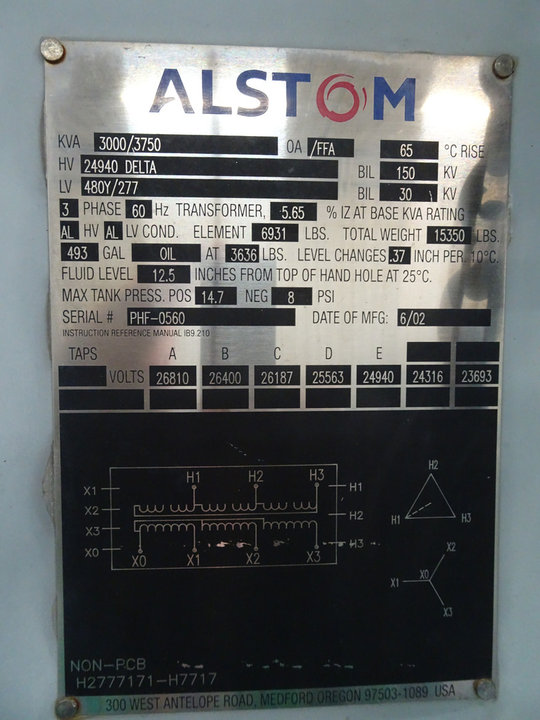 ALSTOM
KVA 3000/3750 OA /FFA 65 °C RISE
HV 24940 DELTA BIL 150 KV
LV 480Y/277 BIL 30 KV
3 PHASE 60 Hz TRANSFORMER, 5.65 % IZ AT BASE KVA RATING
AL HV AL LV COND. ELEMENT 6931 LBS. TOTAL WEIGHT 15350 LBS.
493 GAL OIL AT 3636 LBS. LEVEL CHANGES .37 INCH PER. 10°C.
FLUID LEVEL 12.5 INCHES FROM TOP OF HAND HOLE AT 25°C.
MAX TANK PRESS. POS 14.7 NEG 8 PSI
SERIAL # PHF-0560 DATE OF MFG: 6/02
INSTRUCTION REFERENCE MANUAL IB9.210
TAPS A B C D E
VOLTS 26810 26400 26187 25563 24940 24316 23693
H2
X1 H1 H2 H3 H1
X2 H2
H1 H3
X3 H3
X0 X0 X1 X2 X3
X2
X1 X0
X3
NON-PCB
H2777171-H7717
300 WEST ANTELOPE ROAD, MEDFORD OREGON 97503-1089 USA